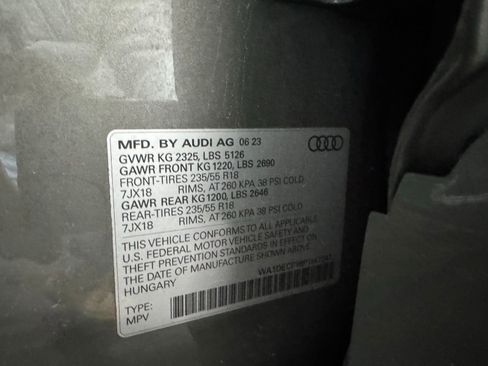 MFD. BY AUDI AG 06 23
GVWR KG 2325, LBS 5126
GAWR FRONT KG 1220, LBS 2690
FRONT-TIRES 235/55 R18
7JX18 RIMS, AT 260 KPA 38 PSI COLD
GAWR REAR KG 1200, LBS 2646
REAR-TIRES 235/55 R18
7JX18 RIMS, AT 260 KPA 38 PSI COLD
THIS VEHICLE CONFORMS TO ALL APPLICABLE
U.S. FEDERAL MOTOR VEHICLE SAFETY AND
THEFT PREVENTION STANDARDS IN EFFECT ON
THE DATE OF MANUFACTURE SHOWN ABOVE.
HUNGARY
TYPE:
MPV